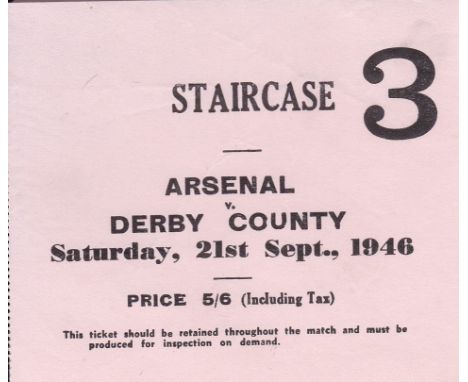 STAIRCASE 3
ARSENAL
v.
DERBY COUNTY
Saturday, 21st Sept., 1946
PRICE 5/6 (Including Tax)
This ticket should be retained throughout the match and must be
produced for inspection on demand.